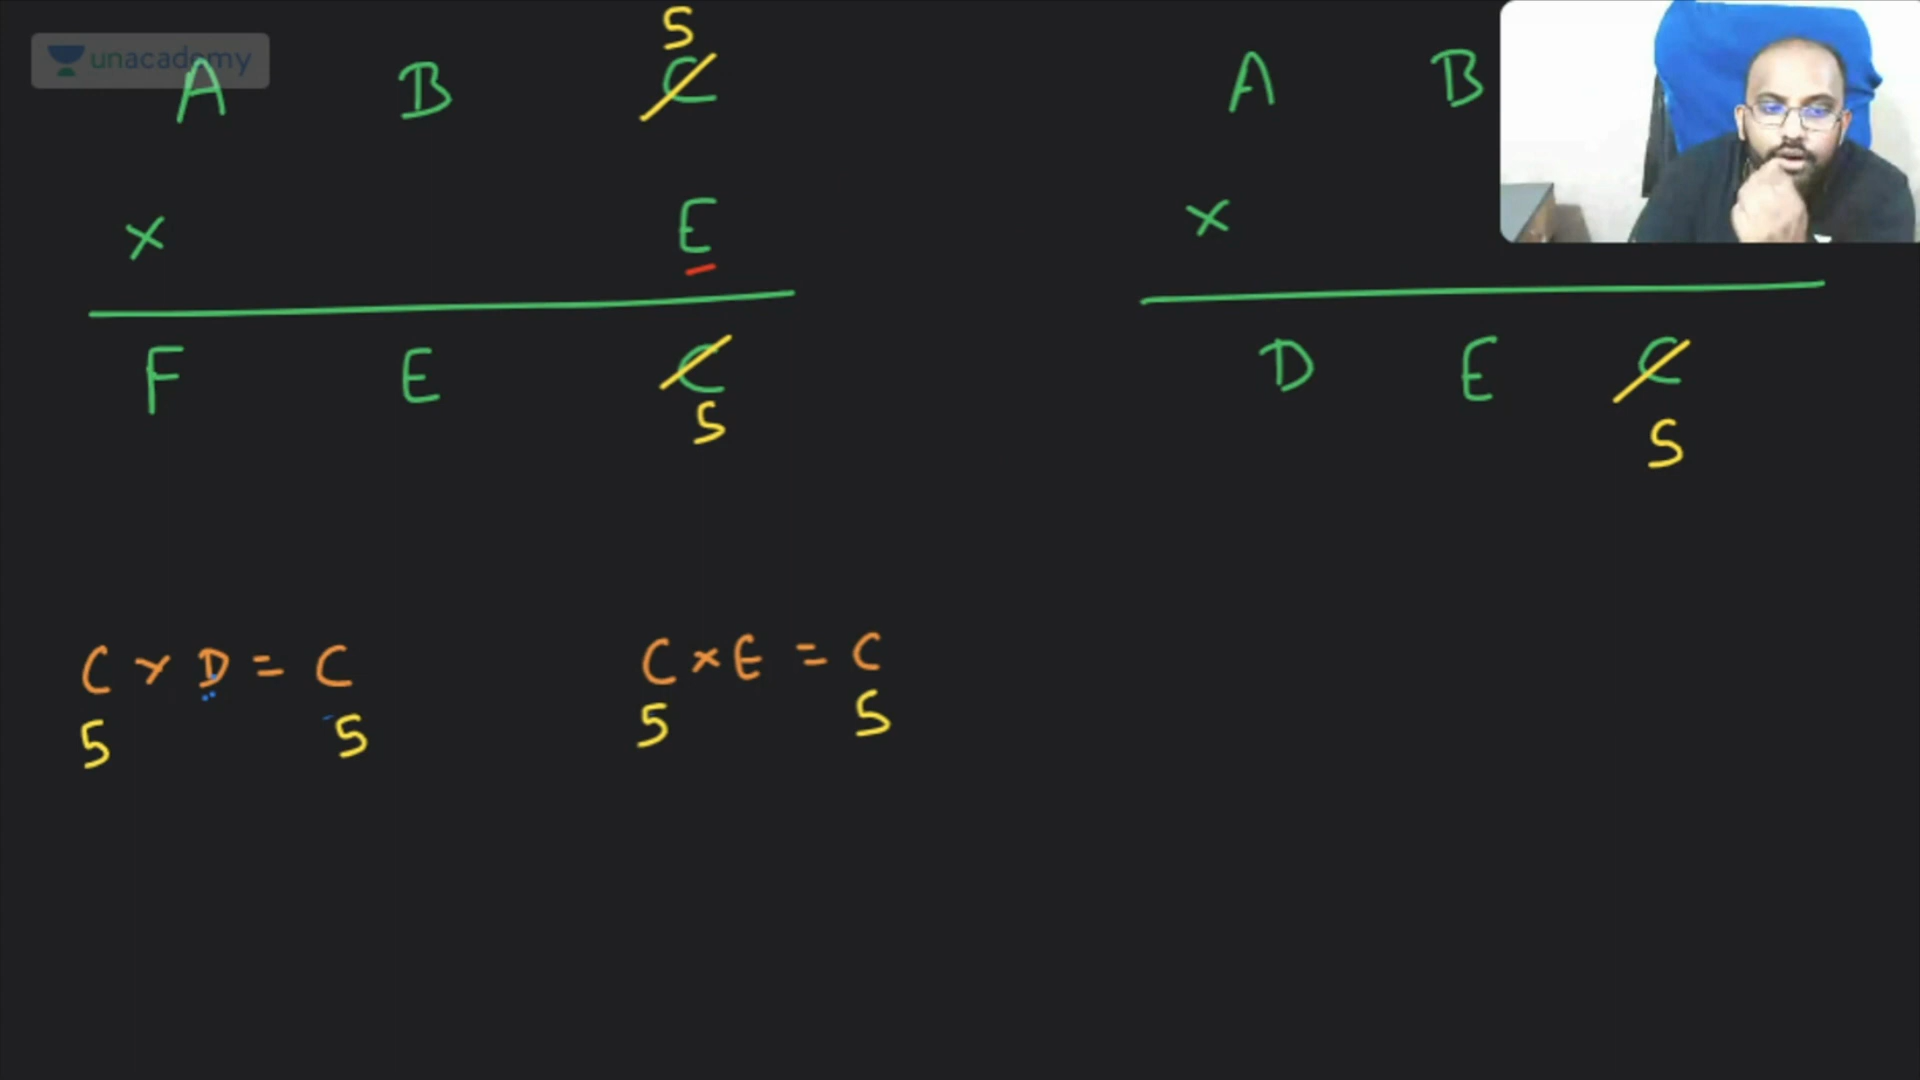 unacademy
5
A B C
× E
F E C
5
A B
×
D E C
5
C × D = C
5 5
C × E = C
5 5